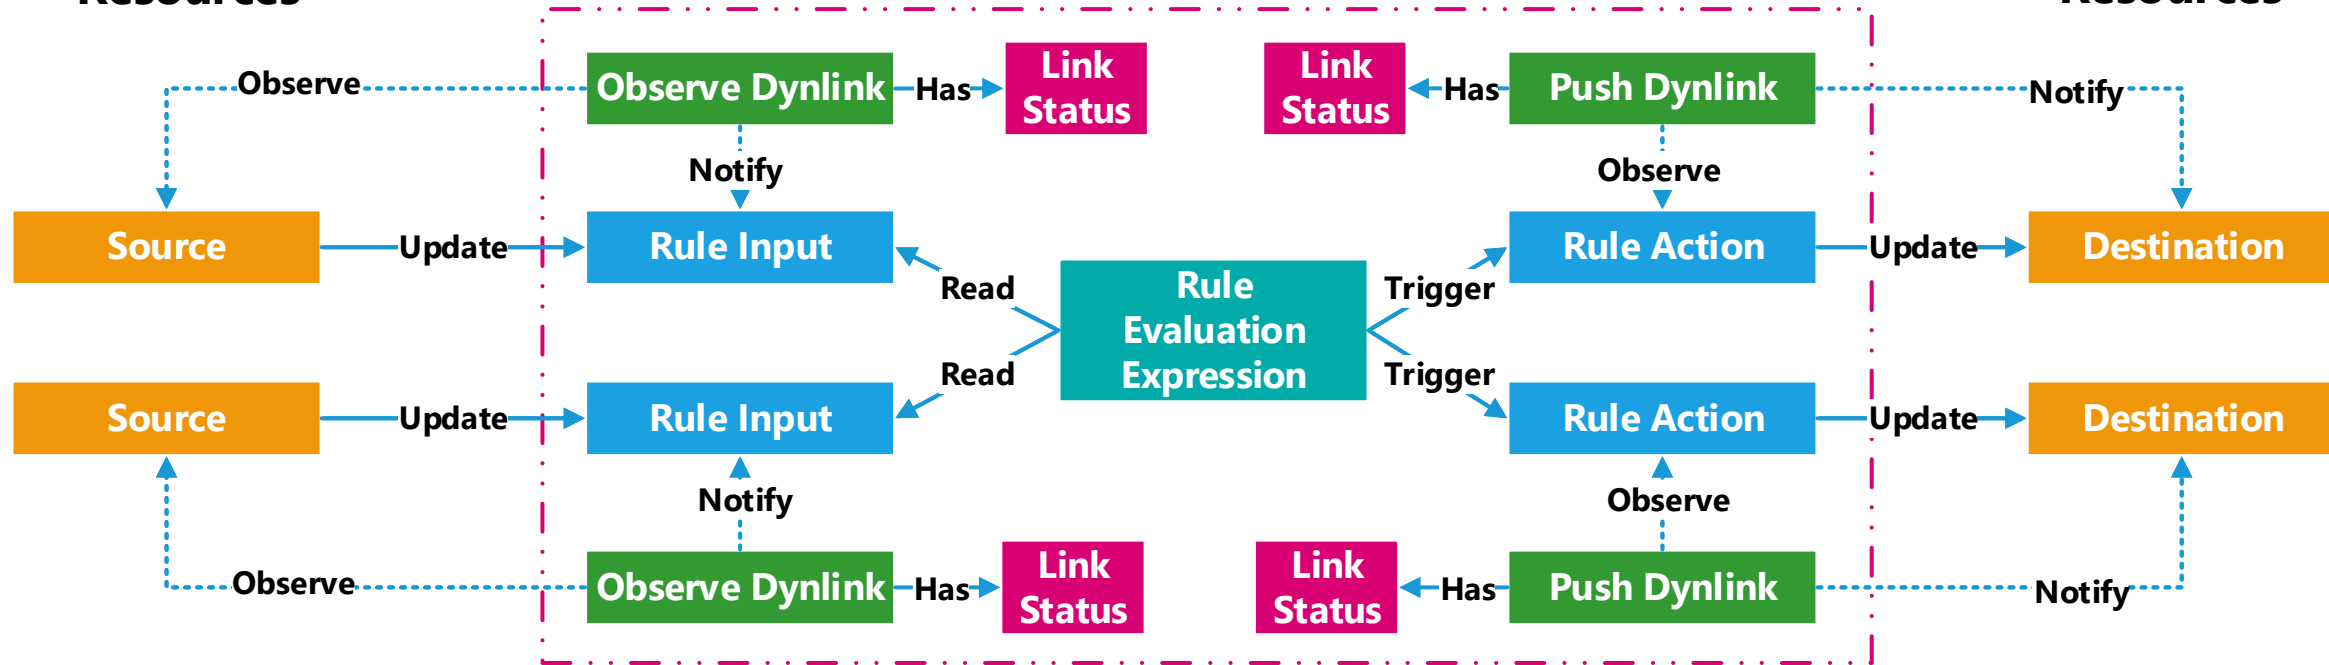 Resources
Resources
Observe
Observe Dynlink
Has
Link
Status
Link
Status
Has
Push Dynlink
Notify
Notify
Observe
Source
Update
Rule Input
Rule Action
Update
Destination
Read
Trigger
Rule
Evaluation
Expression
Read
Trigger
Source
Update
Rule Input
Rule Action
Update
Destination
Notify
Observe
Observe
Observe Dynlink
Has
Link
Status
Link
Status
Has
Push Dynlink
Notify